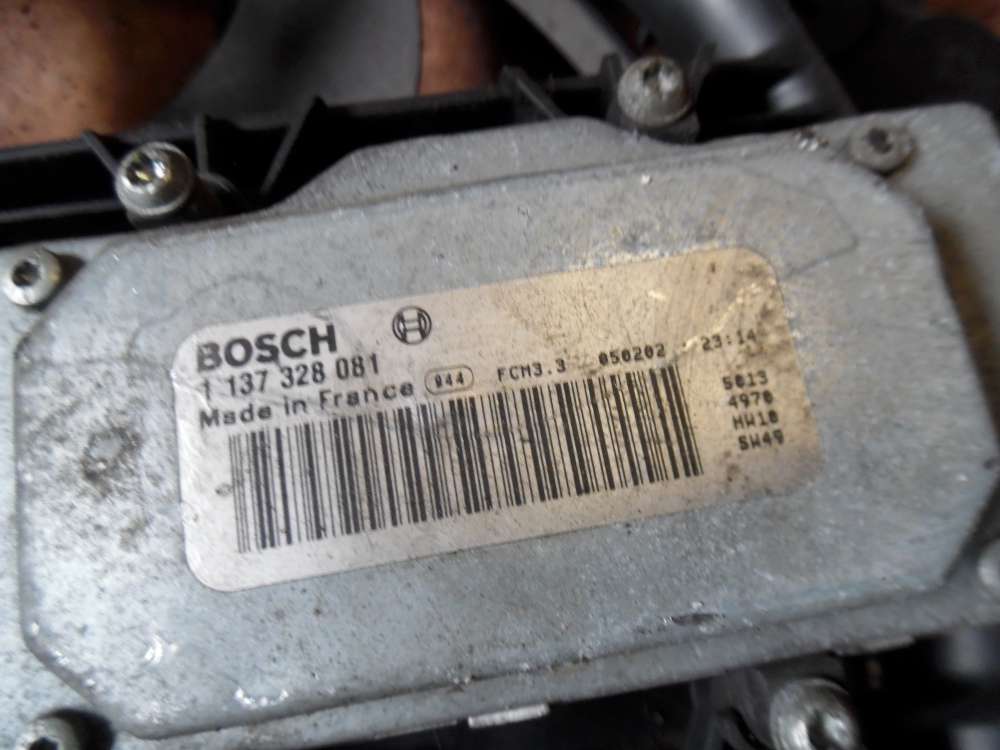 BOSCH
1 137 328 081
Made in France 944 FCM3.3 050202 23:14
5013
4970
HW10
SW49